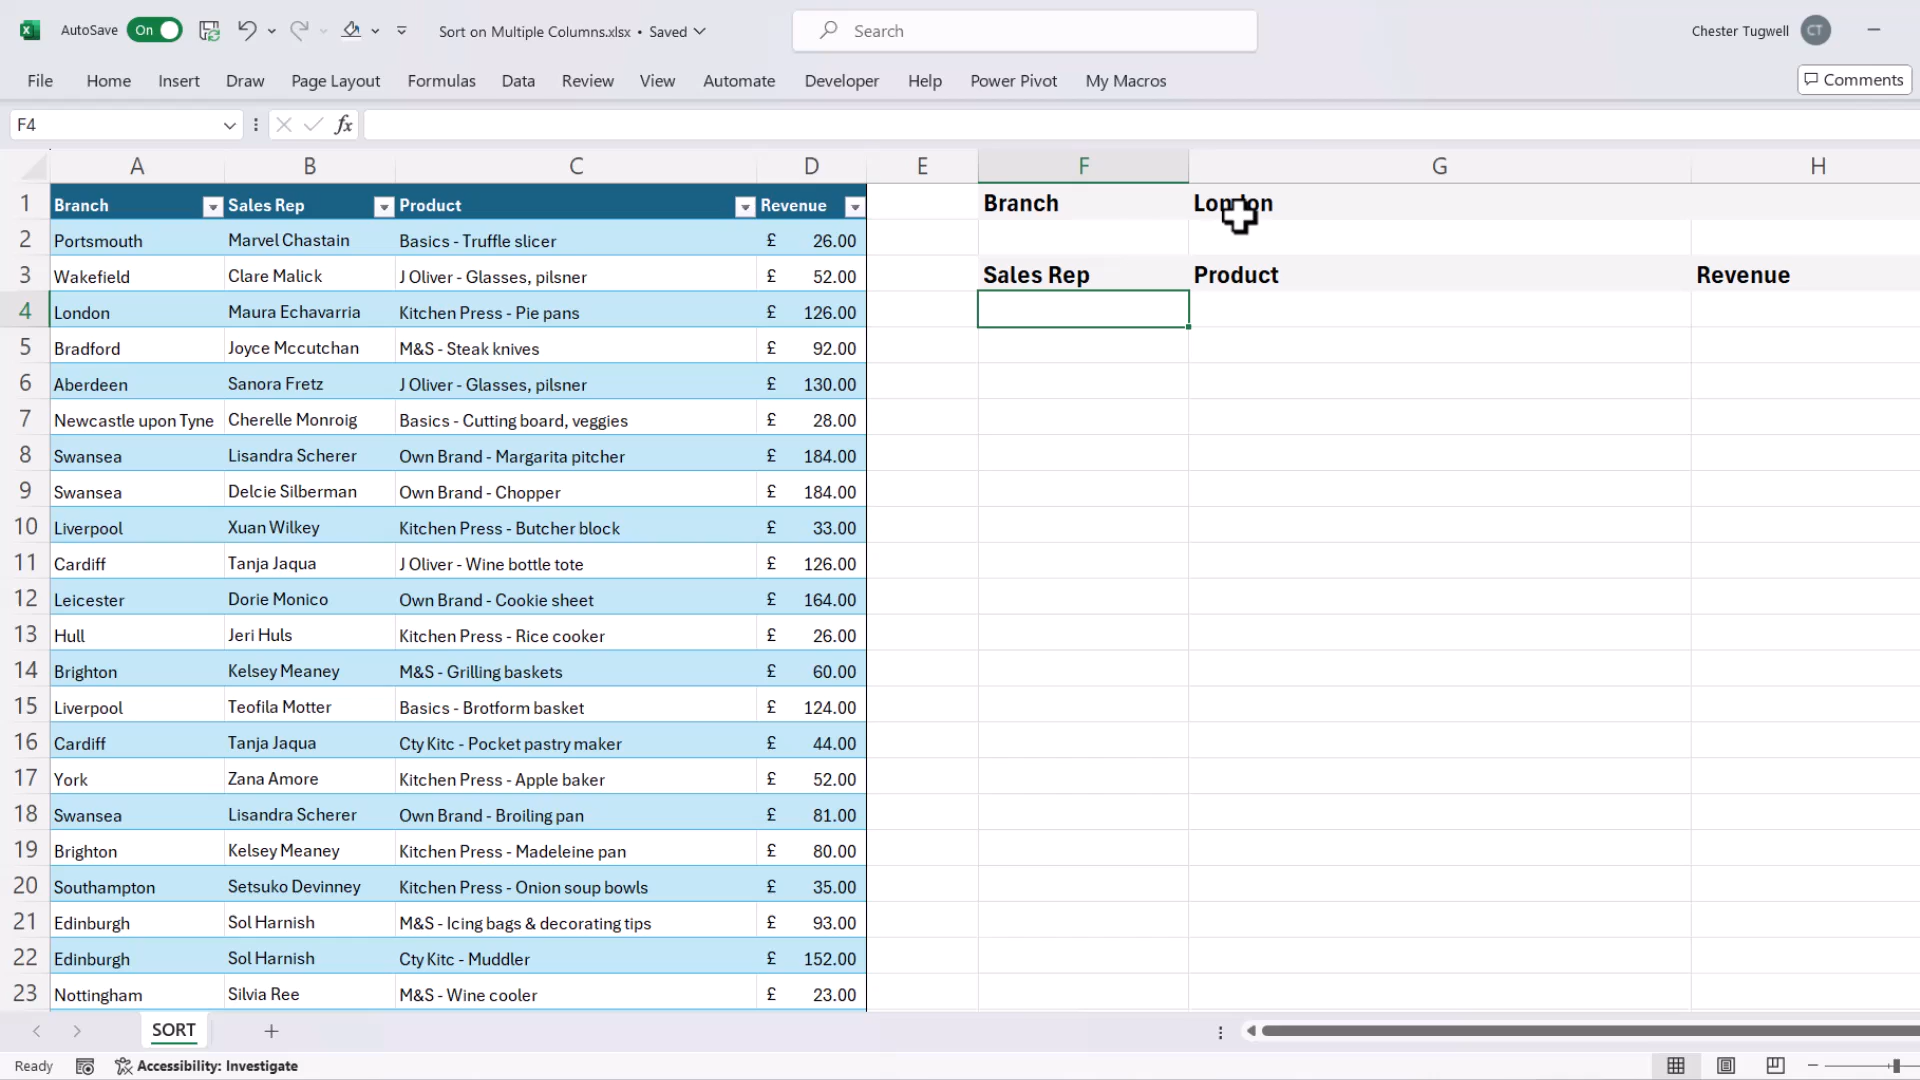 AutoSave On Sort on Multiple Columns.xlsx • Saved Search Chester Tugwell CT
File Home Insert Draw Page Layout Formulas Data Review View Automate Developer Help Power Pivot My Macros Comments
F4 fx
A B C D E F G H
1 Branch Sales Rep Product Revenue Branch London
2 Portsmouth Marvel Chastain Basics - Truffle slicer £ 26.00
3 Wakefield Clare Malick J Oliver - Glasses, pilsner £ 52.00 Sales Rep Product Revenue
4 London Maura Echavarria Kitchen Press - Pie pans £ 126.00
5 Bradford Joyce Mccutchan M&S - Steak knives £ 92.00
6 Aberdeen Sanora Fretz J Oliver - Glasses, pilsner £ 130.00
7 Newcastle upon Tyne Cherelle Monroig Basics - Cutting board, veggies £ 28.00
8 Swansea Lisandra Scherer Own Brand - Margarita pitcher £ 184.00
9 Swansea Delcie Silberman Own Brand - Chopper £ 184.00
10 Liverpool Xuan Wilkey Kitchen Press - Butcher block £ 33.00
11 Cardiff Tanja Jaqua J Oliver - Wine bottle tote £ 126.00
12 Leicester Dorie Monico Own Brand - Cookie sheet £ 164.00
13 Hull Jeri Huls Kitchen Press - Rice cooker £ 26.00
14 Brighton Kelsey Meaney M&S - Grilling baskets £ 60.00
15 Liverpool Teofila Motter Basics - Brotform basket £ 124.00
16 Cardiff Tanja Jaqua Cty Kitc - Pocket pastry maker £ 44.00
17 York Zana Amore Kitchen Press - Apple baker £ 52.00
18 Swansea Lisandra Scherer Own Brand - Broiling pan £ 81.00
19 Brighton Kelsey Meaney Kitchen Press - Madeleine pan £ 80.00
20 Southampton Setsuko Devinney Kitchen Press - Onion soup bowls £ 35.00
21 Edinburgh Sol Harnish M&S - Icing bags & decorating tips £ 93.00
22 Edinburgh Sol Harnish Cty Kitc - Muddler £ 152.00
23 Nottingham Silvia Ree M&S - Wine cooler £ 23.00
SORT
Ready Accessibility: Investigate